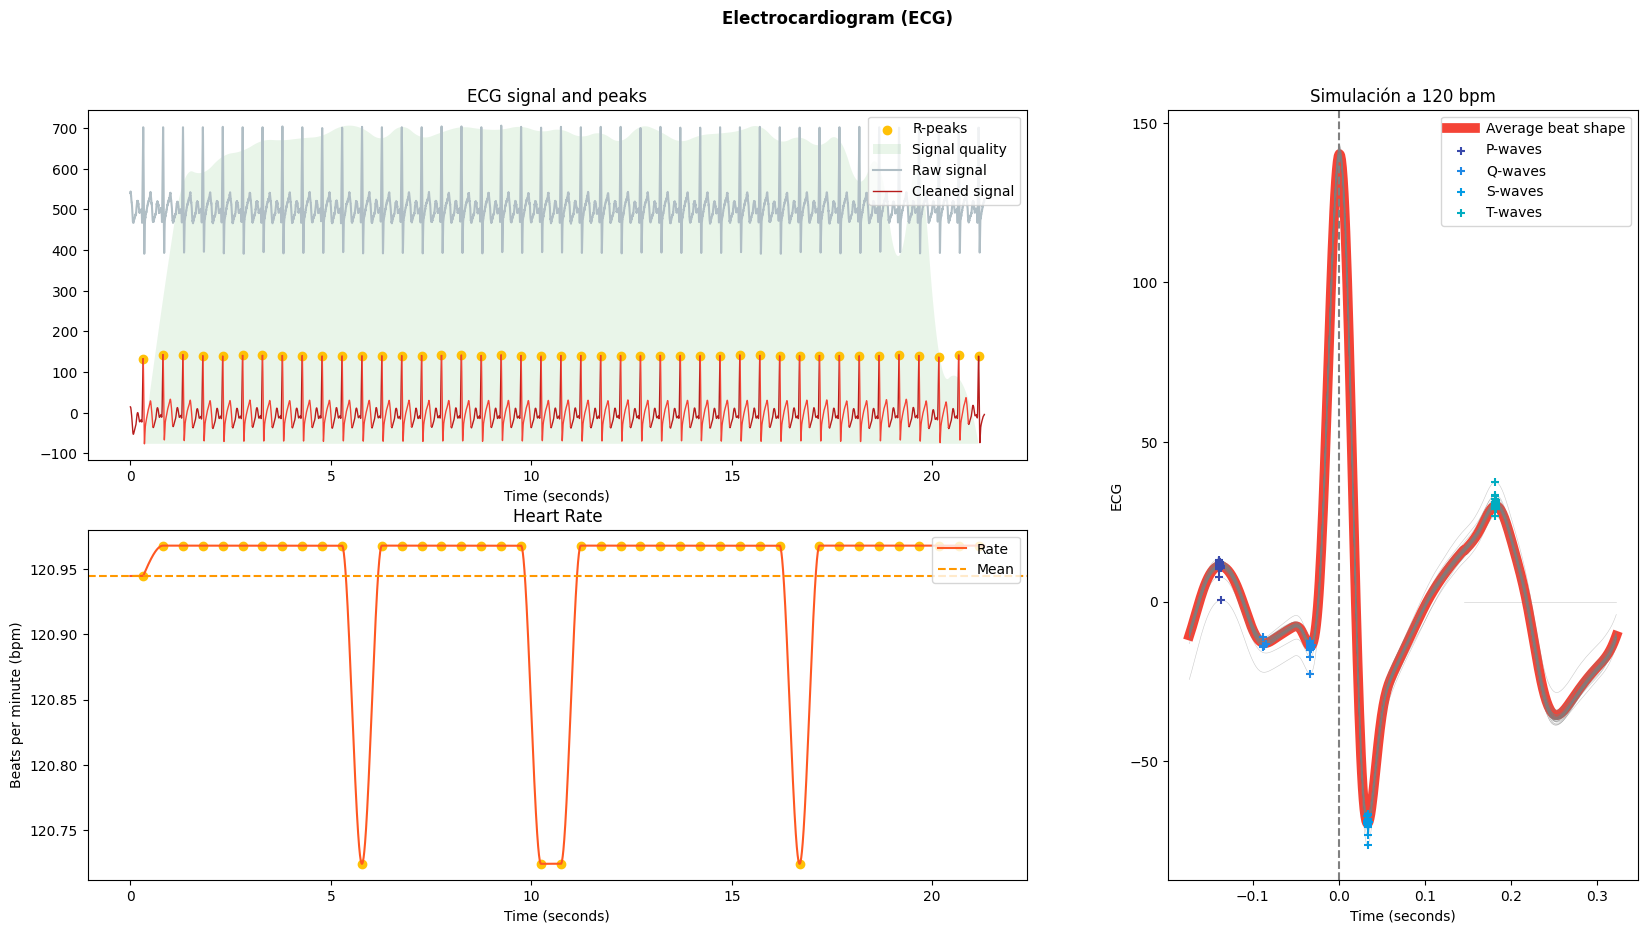 Electrocardiogram (ECG)
ECG signal and peaks
700
600
500
400
300
200
100
0
−100
R-peaks
Signal quality
Raw signal
Cleaned signal
0
5
10
15
20
Time (seconds)
Heart Rate
Beats per minute (bpm)
120.95
120.90
120.85
120.80
120.75
Rate
Mean
0
5
10
15
20
Time (seconds)
Simulación a 120 bpm
ECG
150
100
50
0
−50
Average beat shape
P-waves
Q-waves
S-waves
T-waves
−0.1
0.0
0.1
0.2
0.3
Time (seconds)